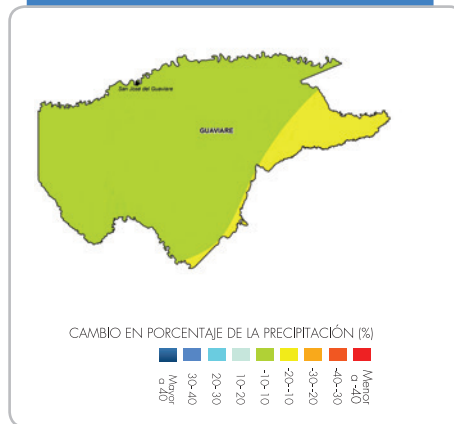 San José del Guaviare
GUAVIARE
CAMBIO EN PORCENTAJE DE LA PRECIPITACIÓN (%)
Mayor a 40
30- 40
20- 30
10- 20
-10- 10
-20--10
-30--20
-40--30
Menor a -40